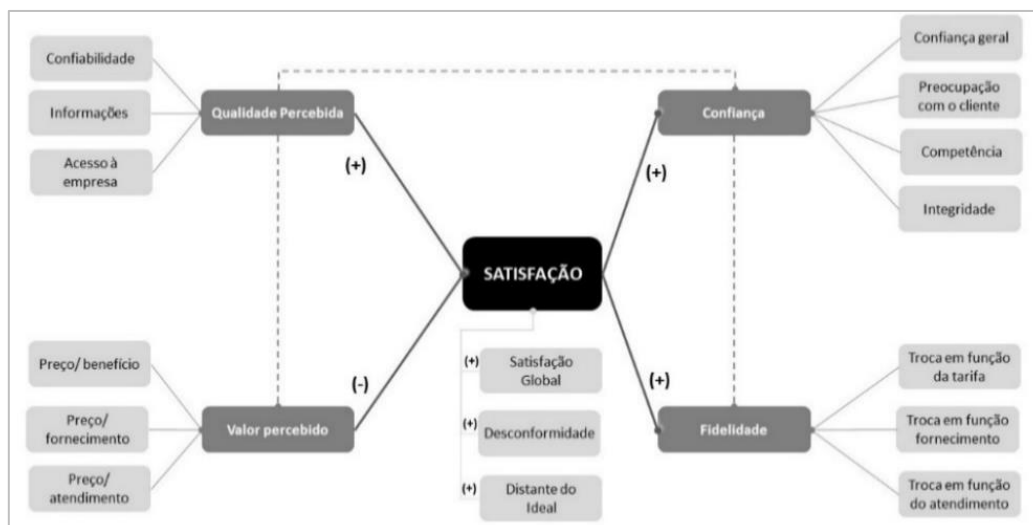 Confiabilidade
Informações
Acesso à
empresa
Qualidade Percebida
(+)
Confiança
(+)
Confiança geral
Preocupação
com o cliente
Competência
Integridade
SATISFAÇÃO
(+)
Satisfação
Global
(+)
Desconformidade
(+)
Distante do
Ideal
Preço/ benefício
Preço/
fornecimento
Preço/
atendimento
Valor percebido
(-)
Fidelidade
(+)
Troca em função
da tarifa
Troca em função
fornecimento
Troca em função
do atendimento